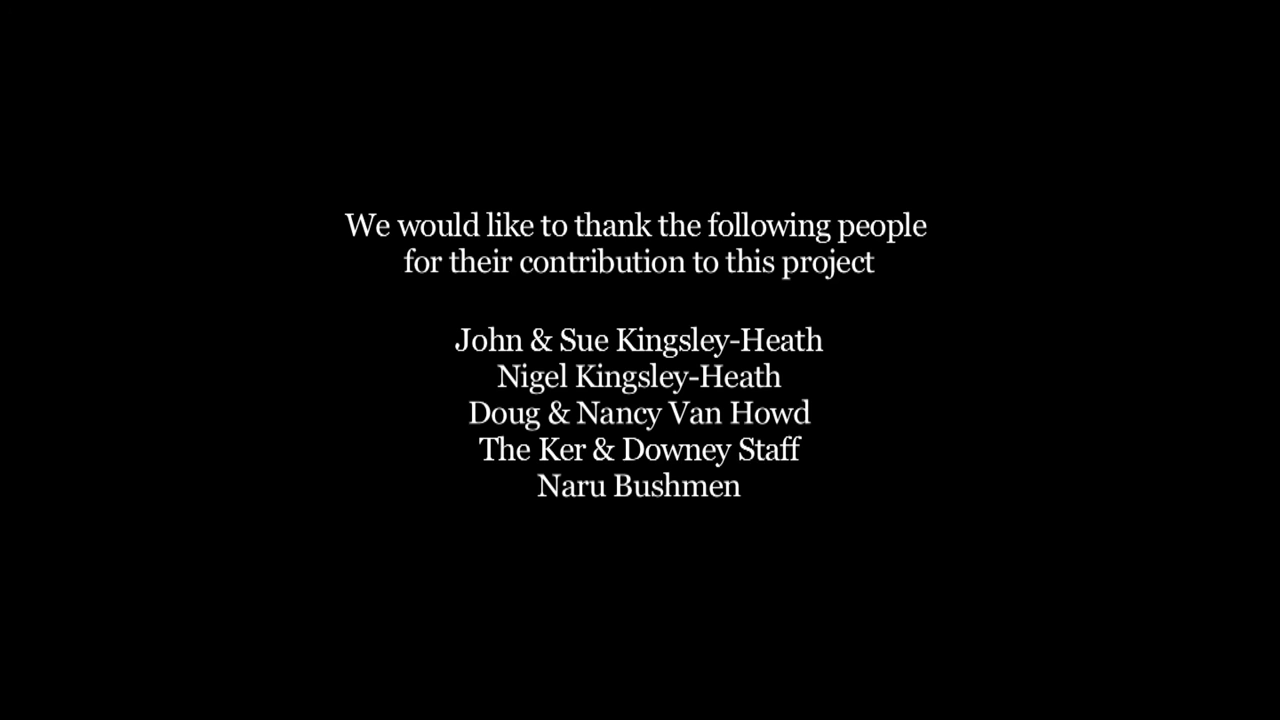 We would like to thank the following people
for their contribution to this project
John & Sue Kingsley-Heath
Nigel Kingsley-Heath
Doug & Nancy Van Howd
The Ker & Downey Staff
Naru Bushmen